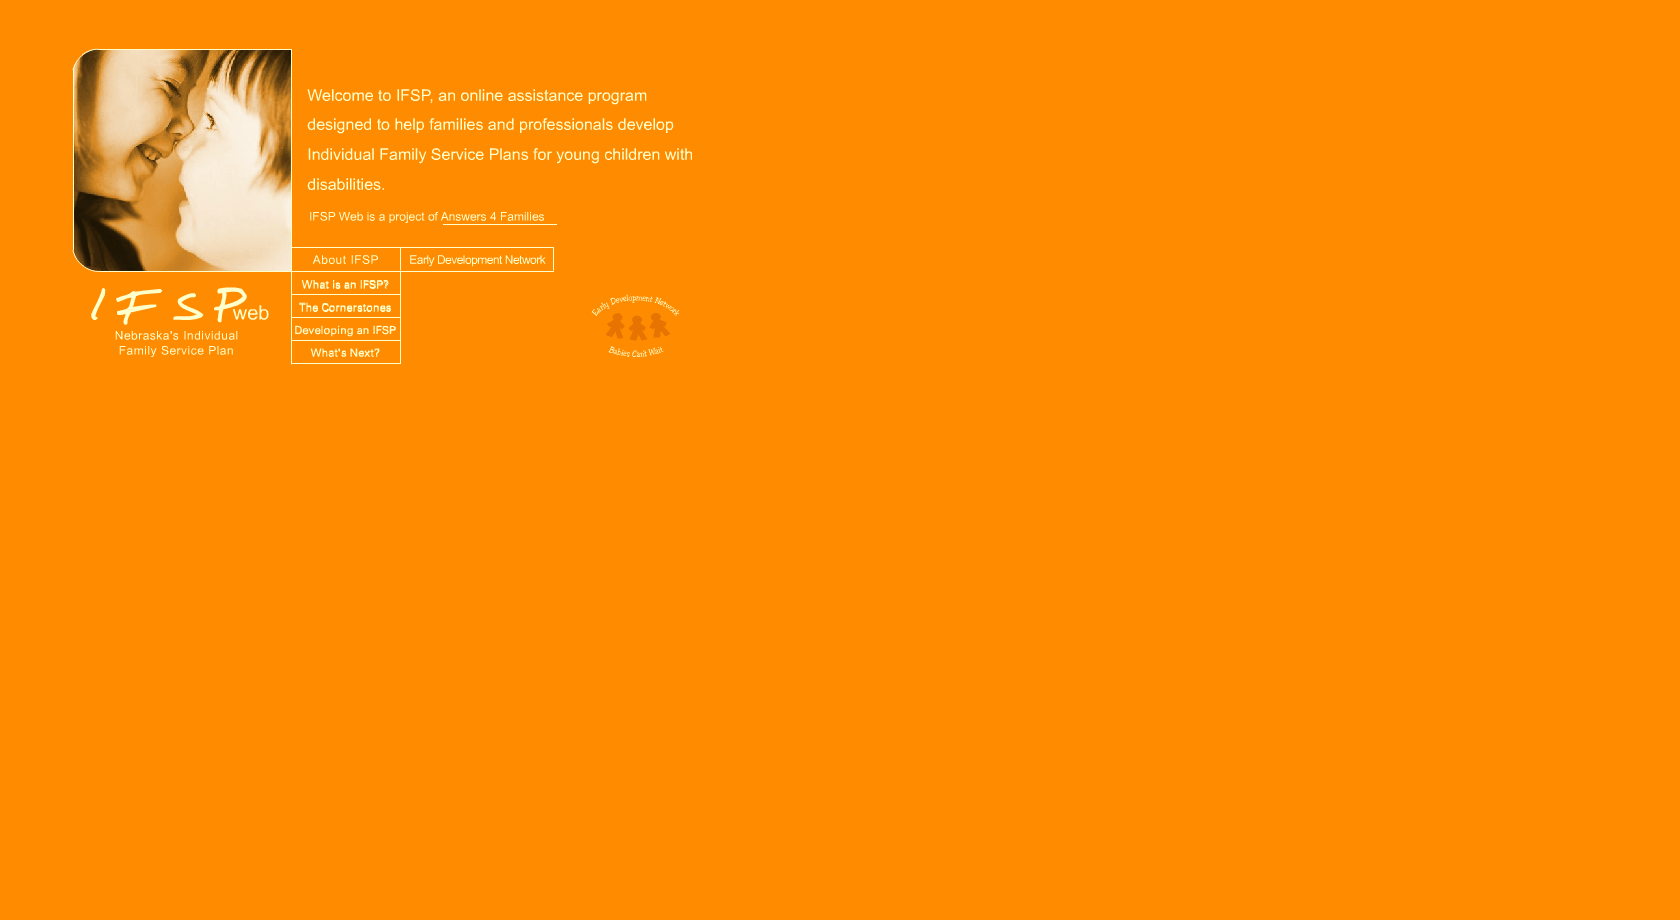 Welcome to IFSP, an online assistance program
designed to help families and professionals develop
Individual Family Service Plans for young children with
disabilities.
IFSP Web is a project of Answers 4 Families
About IFSP
Early Development Network
What is an IFSP?
The Cornerstones
Developing an IFSP
What's Next?
IFSP web
Nebraska's Individual
Family Service Plan
Early Development Network
Babies Can't Wait